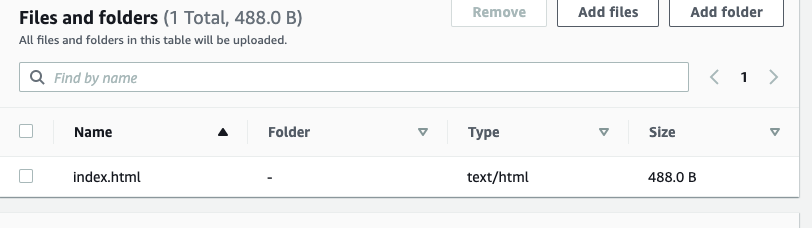 Files and folders (1 Total, 488.0 B)
Remove
Add files
Add folder
All files and folders in this table will be uploaded.
Find by name
1
Name Folder Type Size
index.html - text/html 488.0 B